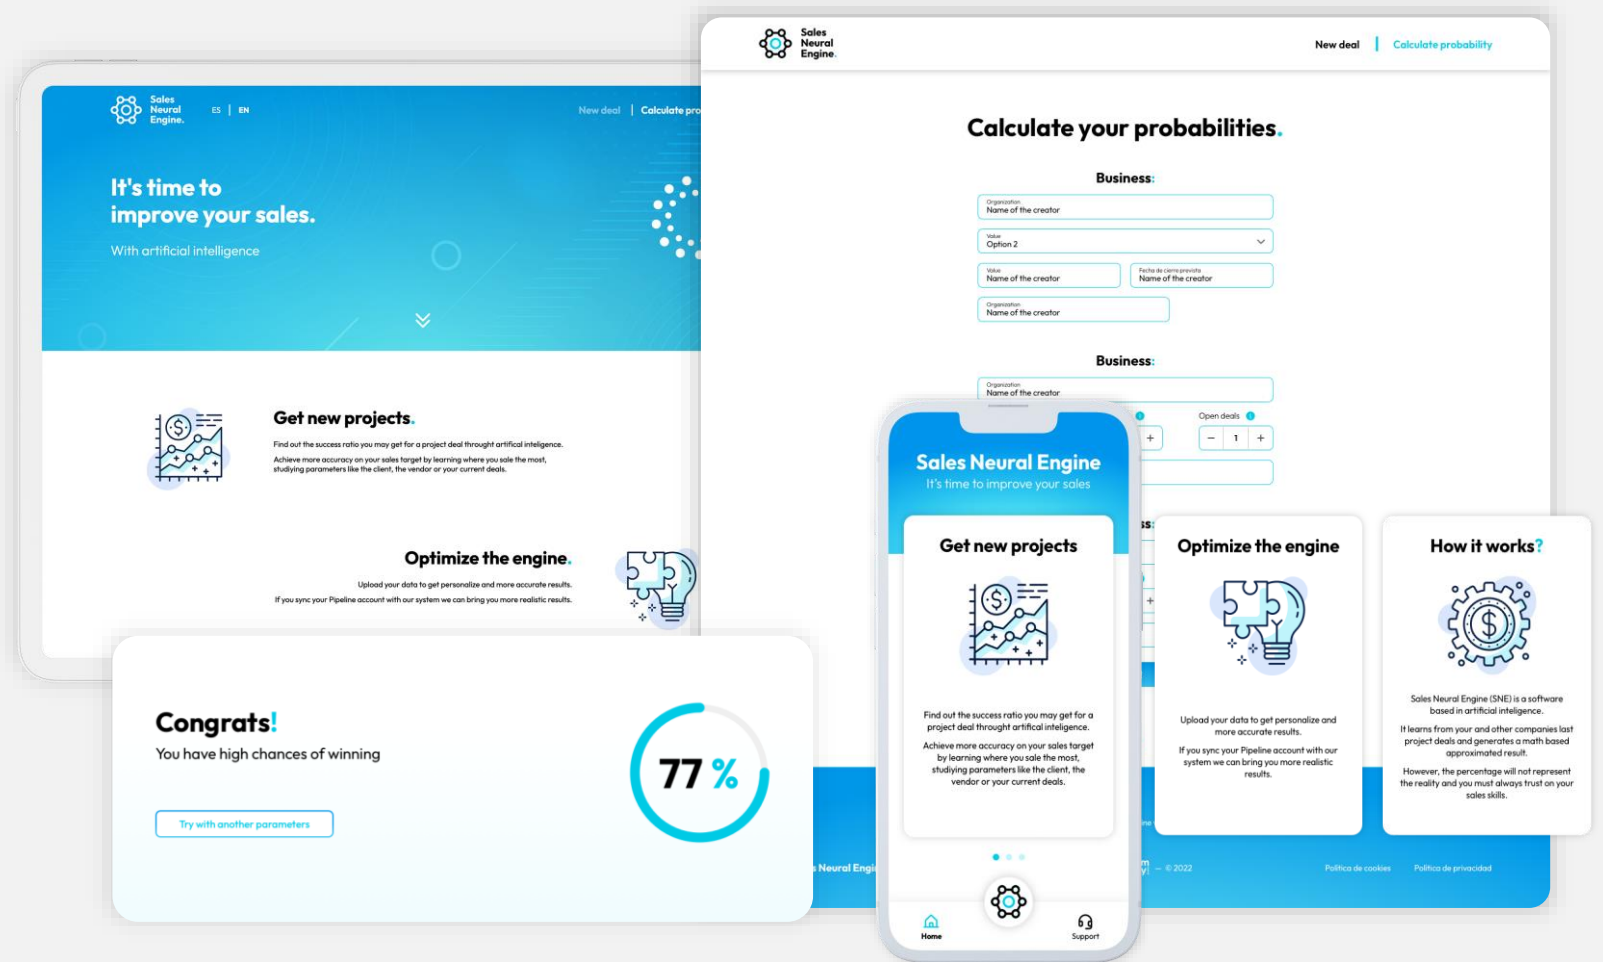 Sales
Neural
Engine.
ES | EN
New deal | Calculate
It's time to
improve your sales.
With artificial intelligence
Get new projects.
Find out the success ratio you may get for a project deal throught artifical inteligence.
Achieve more accuracy on your sales target by learning where you sale the most,
studying parameters like the client, the vendor or your current deals.
Optimize the engine.
Upload your data to get personalize and more accurate results.
If you sync your Pipeline account with our system we can bring you more realistic results.
Sales
Neural
Engine.
New deal | Calculate probability
Calculate your probabilities.
Business:
Organization
Name of the creator
Value
Option 2
Value
Name of the creator
Fecha de cierre prevista
Name of the creator
Organization
Name of the creator
Business:
Organization
Name of the creator
+
Open deals
− 1 +
+
Neural
— © 2022
Política de cookies
Política de privacidad
Congrats!
You have high chances of winning
77 %
Try with another parameters
Sales Neural Engine
It's time to improve your sales
Get new projects
Find out the success ratio you may get for a
project deal throught artifical inteligence.
Achieve more accuracy on your sales target
by learning where you sale the most,
studiying parameters like the client, the
vendor or your current deals.
Home
Support
Optimize the engine
Upload your data to get personalize and
more accurate results.
If you sync your Pipeline account with our
system we can bring you more realistic
results.
How it works?
Sales Neural Engine (SNE) is a software
based in artificial inteligence.
It learns from your and other companies last
project deals and generates a math based
approximated result.
However, the percentage will not represent
the reality and you must always trust on your
sales skills.